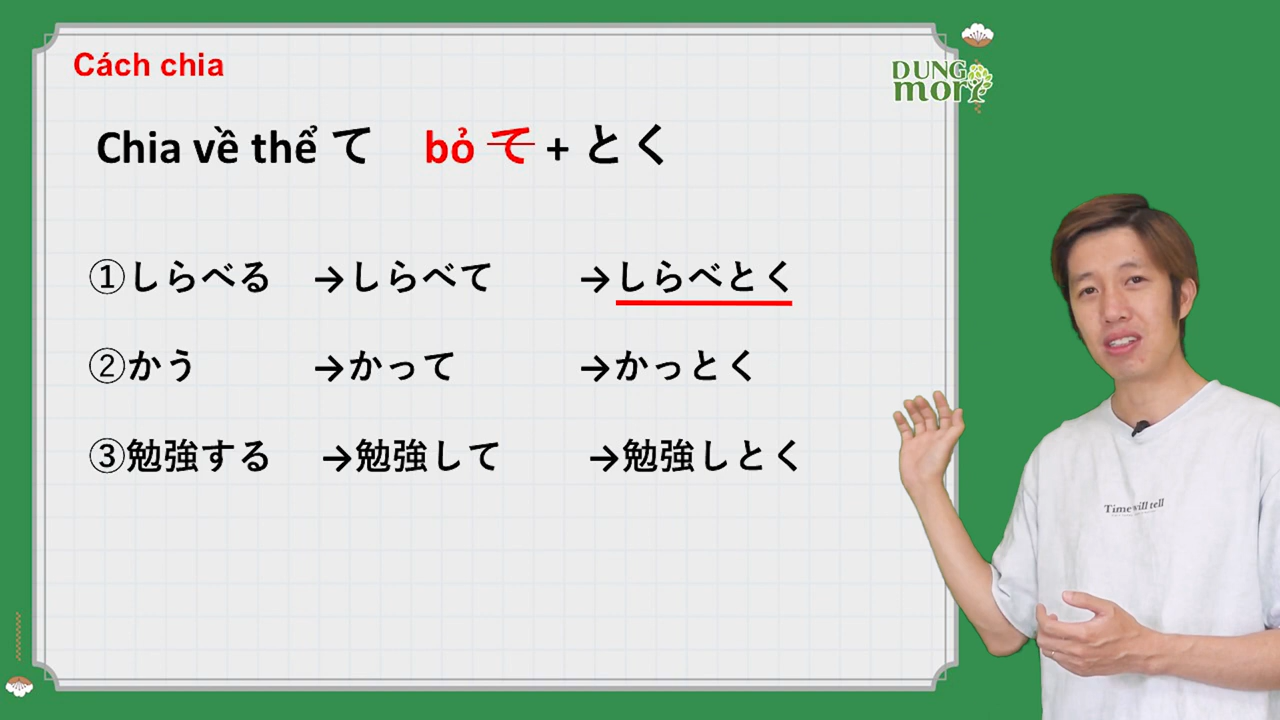 Cách chia
DUNG
mori
Chia về thể て bỏ て + とく
①しらべる →しらべて →しらべとく
②かう →かって →かっとく
③勉強する →勉強して →勉強しとく
Time will tell